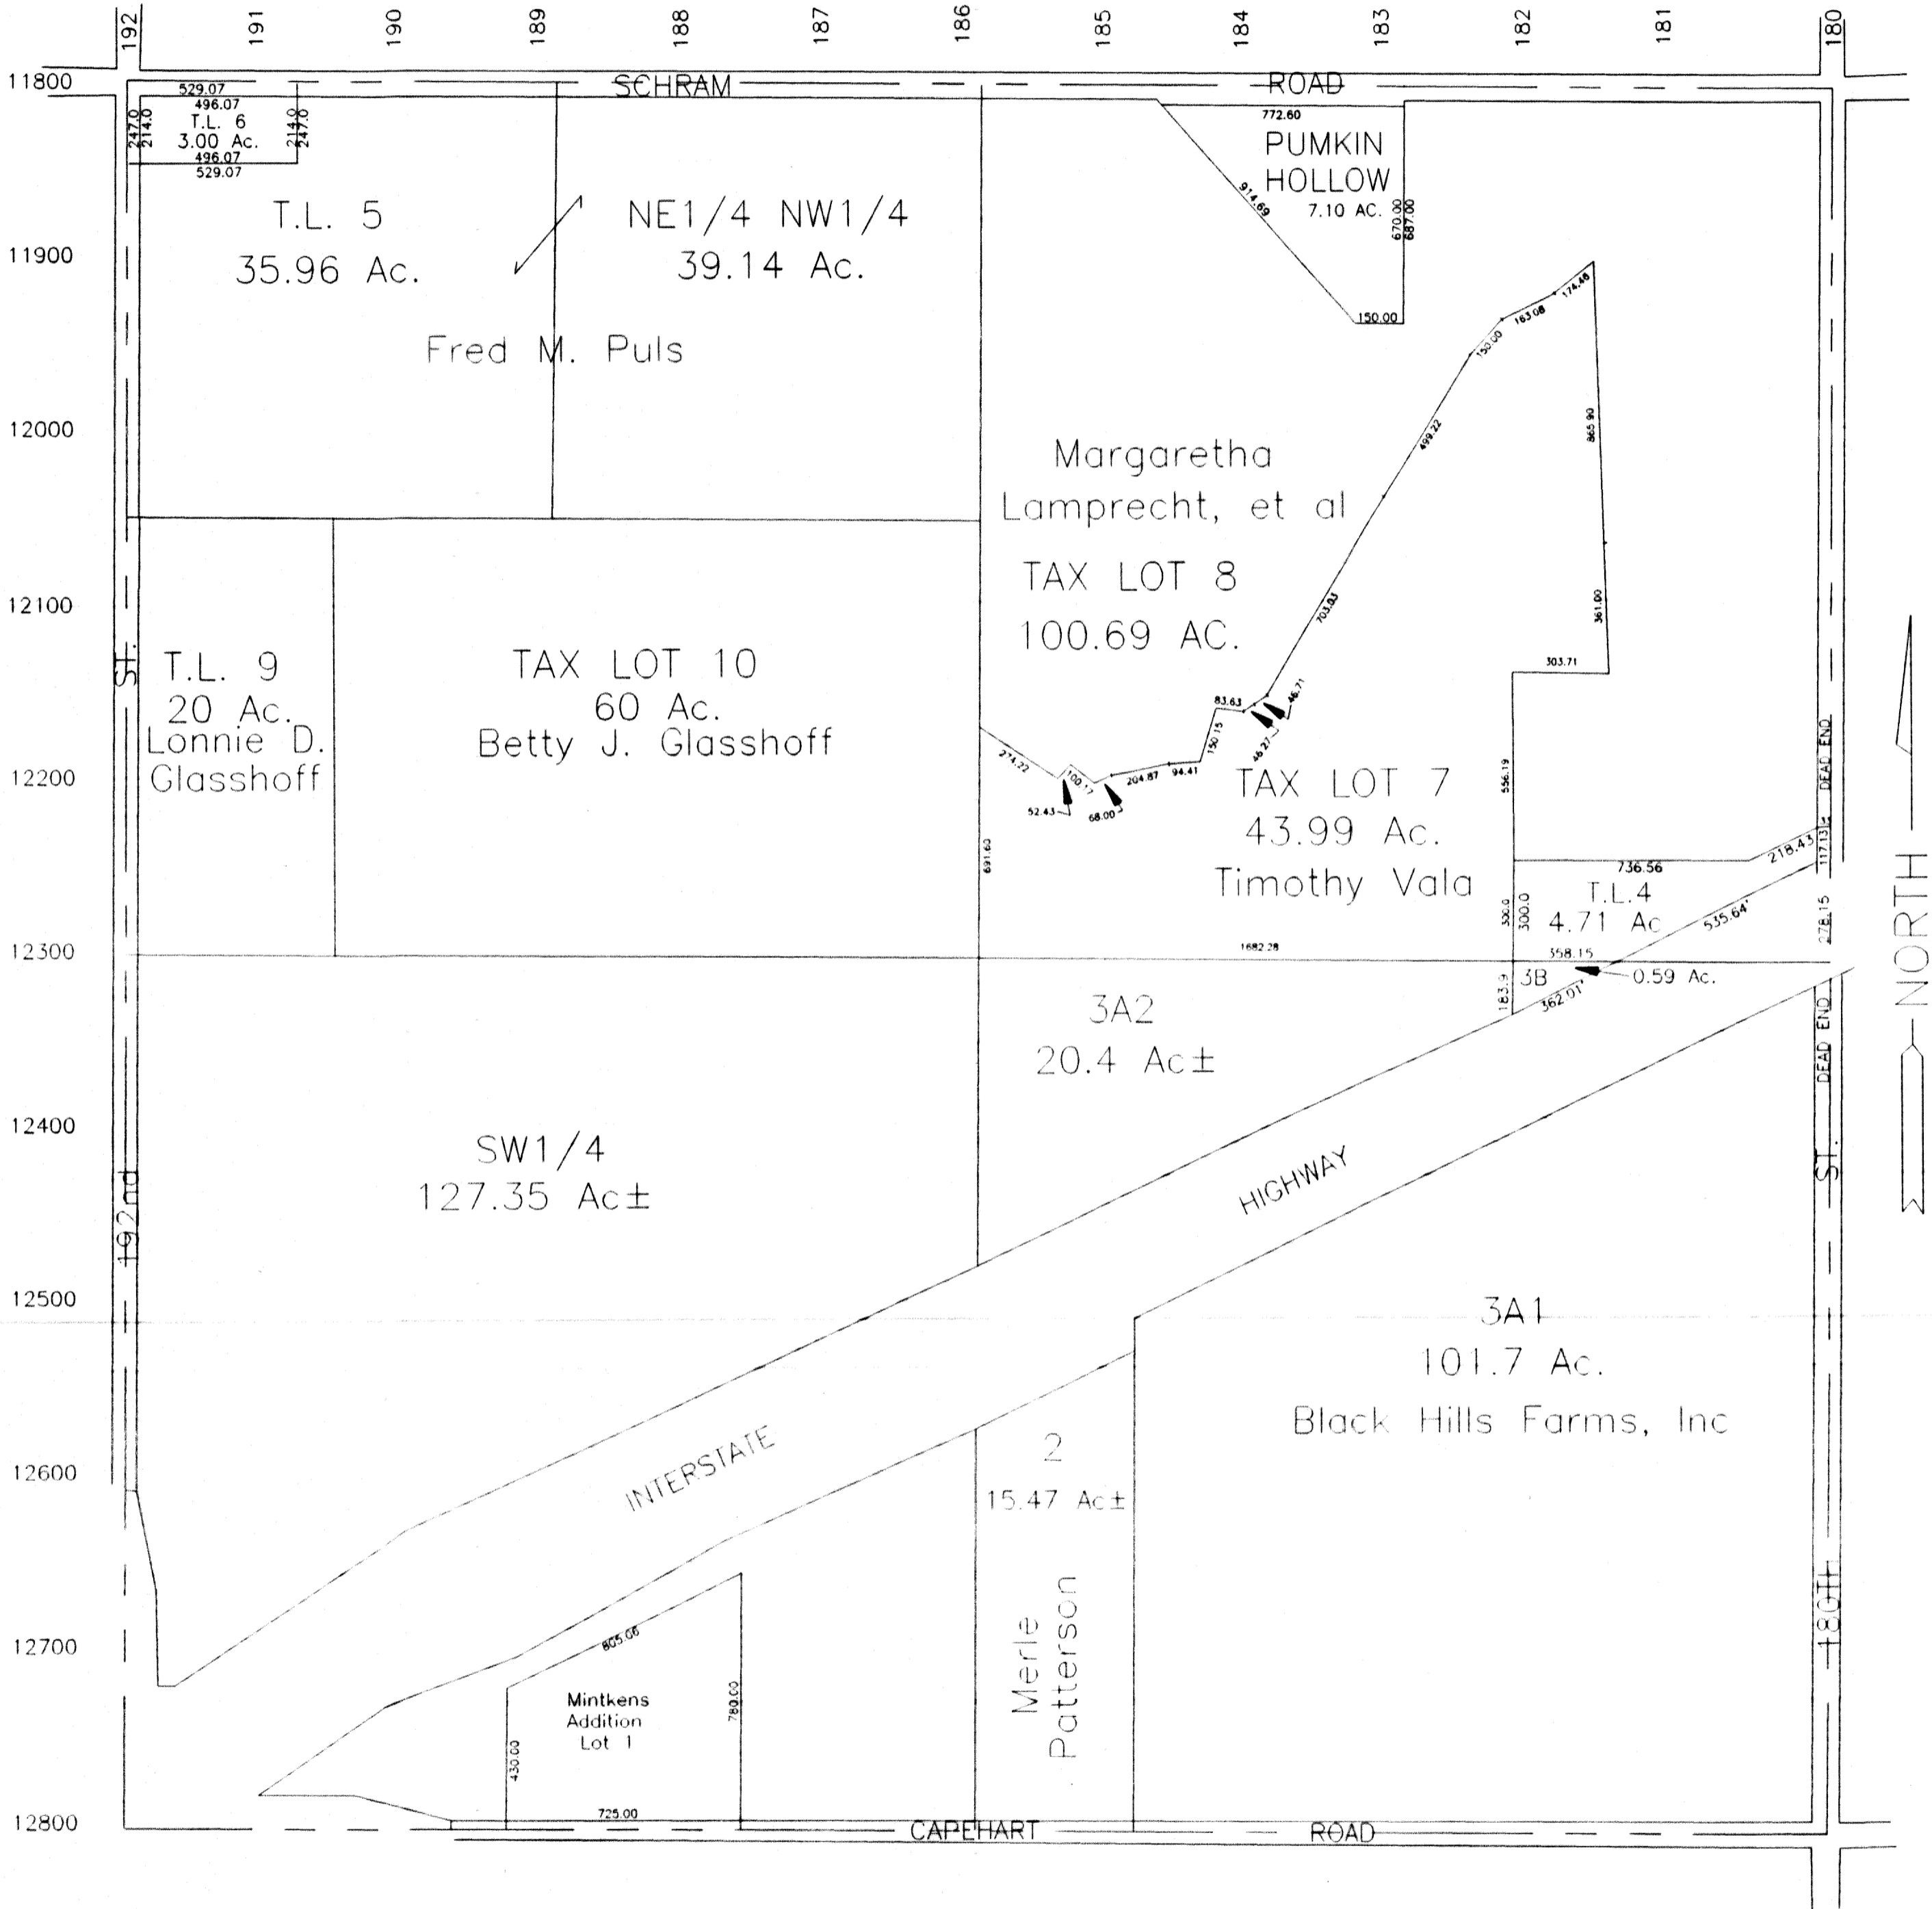 192
191
190
189
188
187
186
185
184
183
182
181
180
11800
11900
12000
12100
12200
12300
12400
12500
12600
12700
12800
SCHRAM ROAD
529.07
496.07
247.0
214.0
T.L. 6
3.00 Ac.
214.0
247.0
496.07
529.07
T.L. 5
35.96 Ac.
NE1/4 NW1/4
39.14 Ac.
Fred M. Puls
772.60
PUMKIN
HOLLOW
7.10 AC.
914.69
670.00
687.00
150.00
174.48
163.08
150.00
499.22
865.90
Margaretha
Lamprecht, et al
TAX LOT 8
100.69 AC.
703.03
361.00
303.71
T.L. 9
20 Ac.
Lonnie D.
Glasshoff
TAX LOT 10
60 Ac.
Betty J. Glasshoff
ST.
83.63
46.71
150.15
46.27
274.22
100.17
204.87
94.41
52.43
68.00
TAX LOT 7
43.99 Ac.
Timothy Vala
556.19
DEAD END
691.60
736.56
218.43
117.13
T.L.4
4.71 Ac
300.0
300.0
535.64'
278.15
1682.28
358.15
3B
0.59 Ac.
183.9
362.01'
3A2
20.4 Ac±
DEAD END
NORTH
SW1/4
127.35 Ac±
192nd
HIGHWAY
ST.
3A1
101.7 Ac.
Black Hills Farms, Inc
INTERSTATE
2
15.47 Ac±
Merle
Patterson
180TH
805.06
Mintkens
Addition
Lot 1
780.00
430.00
725.00
CAPEHART ROAD